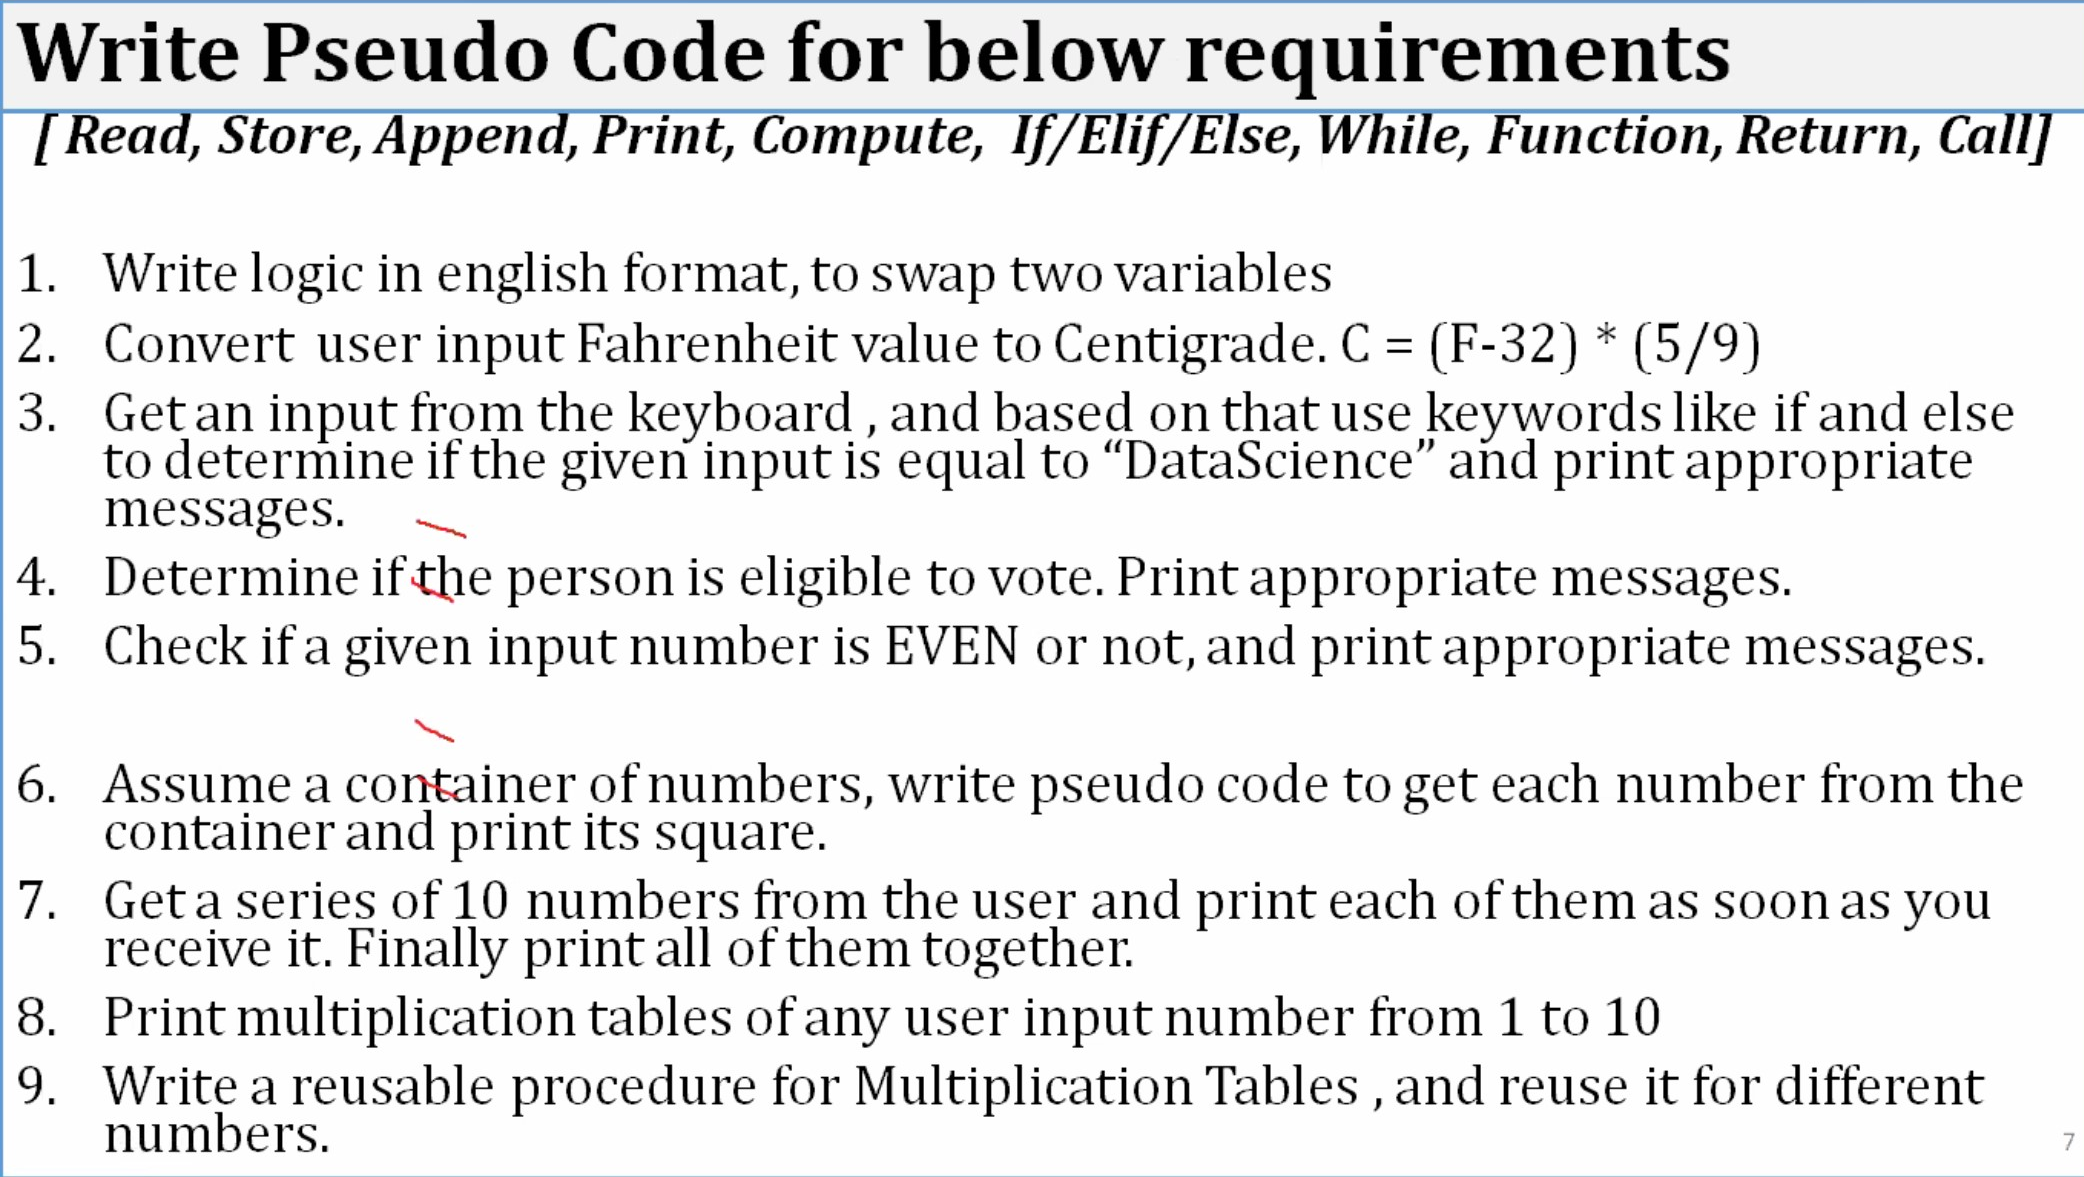 Write Pseudo Code for below requirements
[ Read, Store, Append, Print, Compute, If/Elif/Else, While, Function, Return, Call]
1. Write logic in english format, to swap two variables
2. Convert user input Fahrenheit value to Centigrade. C = (F-32) * (5/9)
3. Get an input from the keyboard , and based on that use keywords like if and else
to determine if the given input is equal to “DataScience” and print appropriate
messages.
4. Determine if the person is eligible to vote. Print appropriate messages.
5. Check if a given input number is EVEN or not, and print appropriate messages.
6. Assume a container of numbers, write pseudo code to get each number from the
container and print its square.
7. Get a series of 10 numbers from the user and print each of them as soon as you
receive it. Finally print all of them together.
8. Print multiplication tables of any user input number from 1 to 10
9. Write a reusable procedure for Multiplication Tables , and reuse it for different
numbers.
7